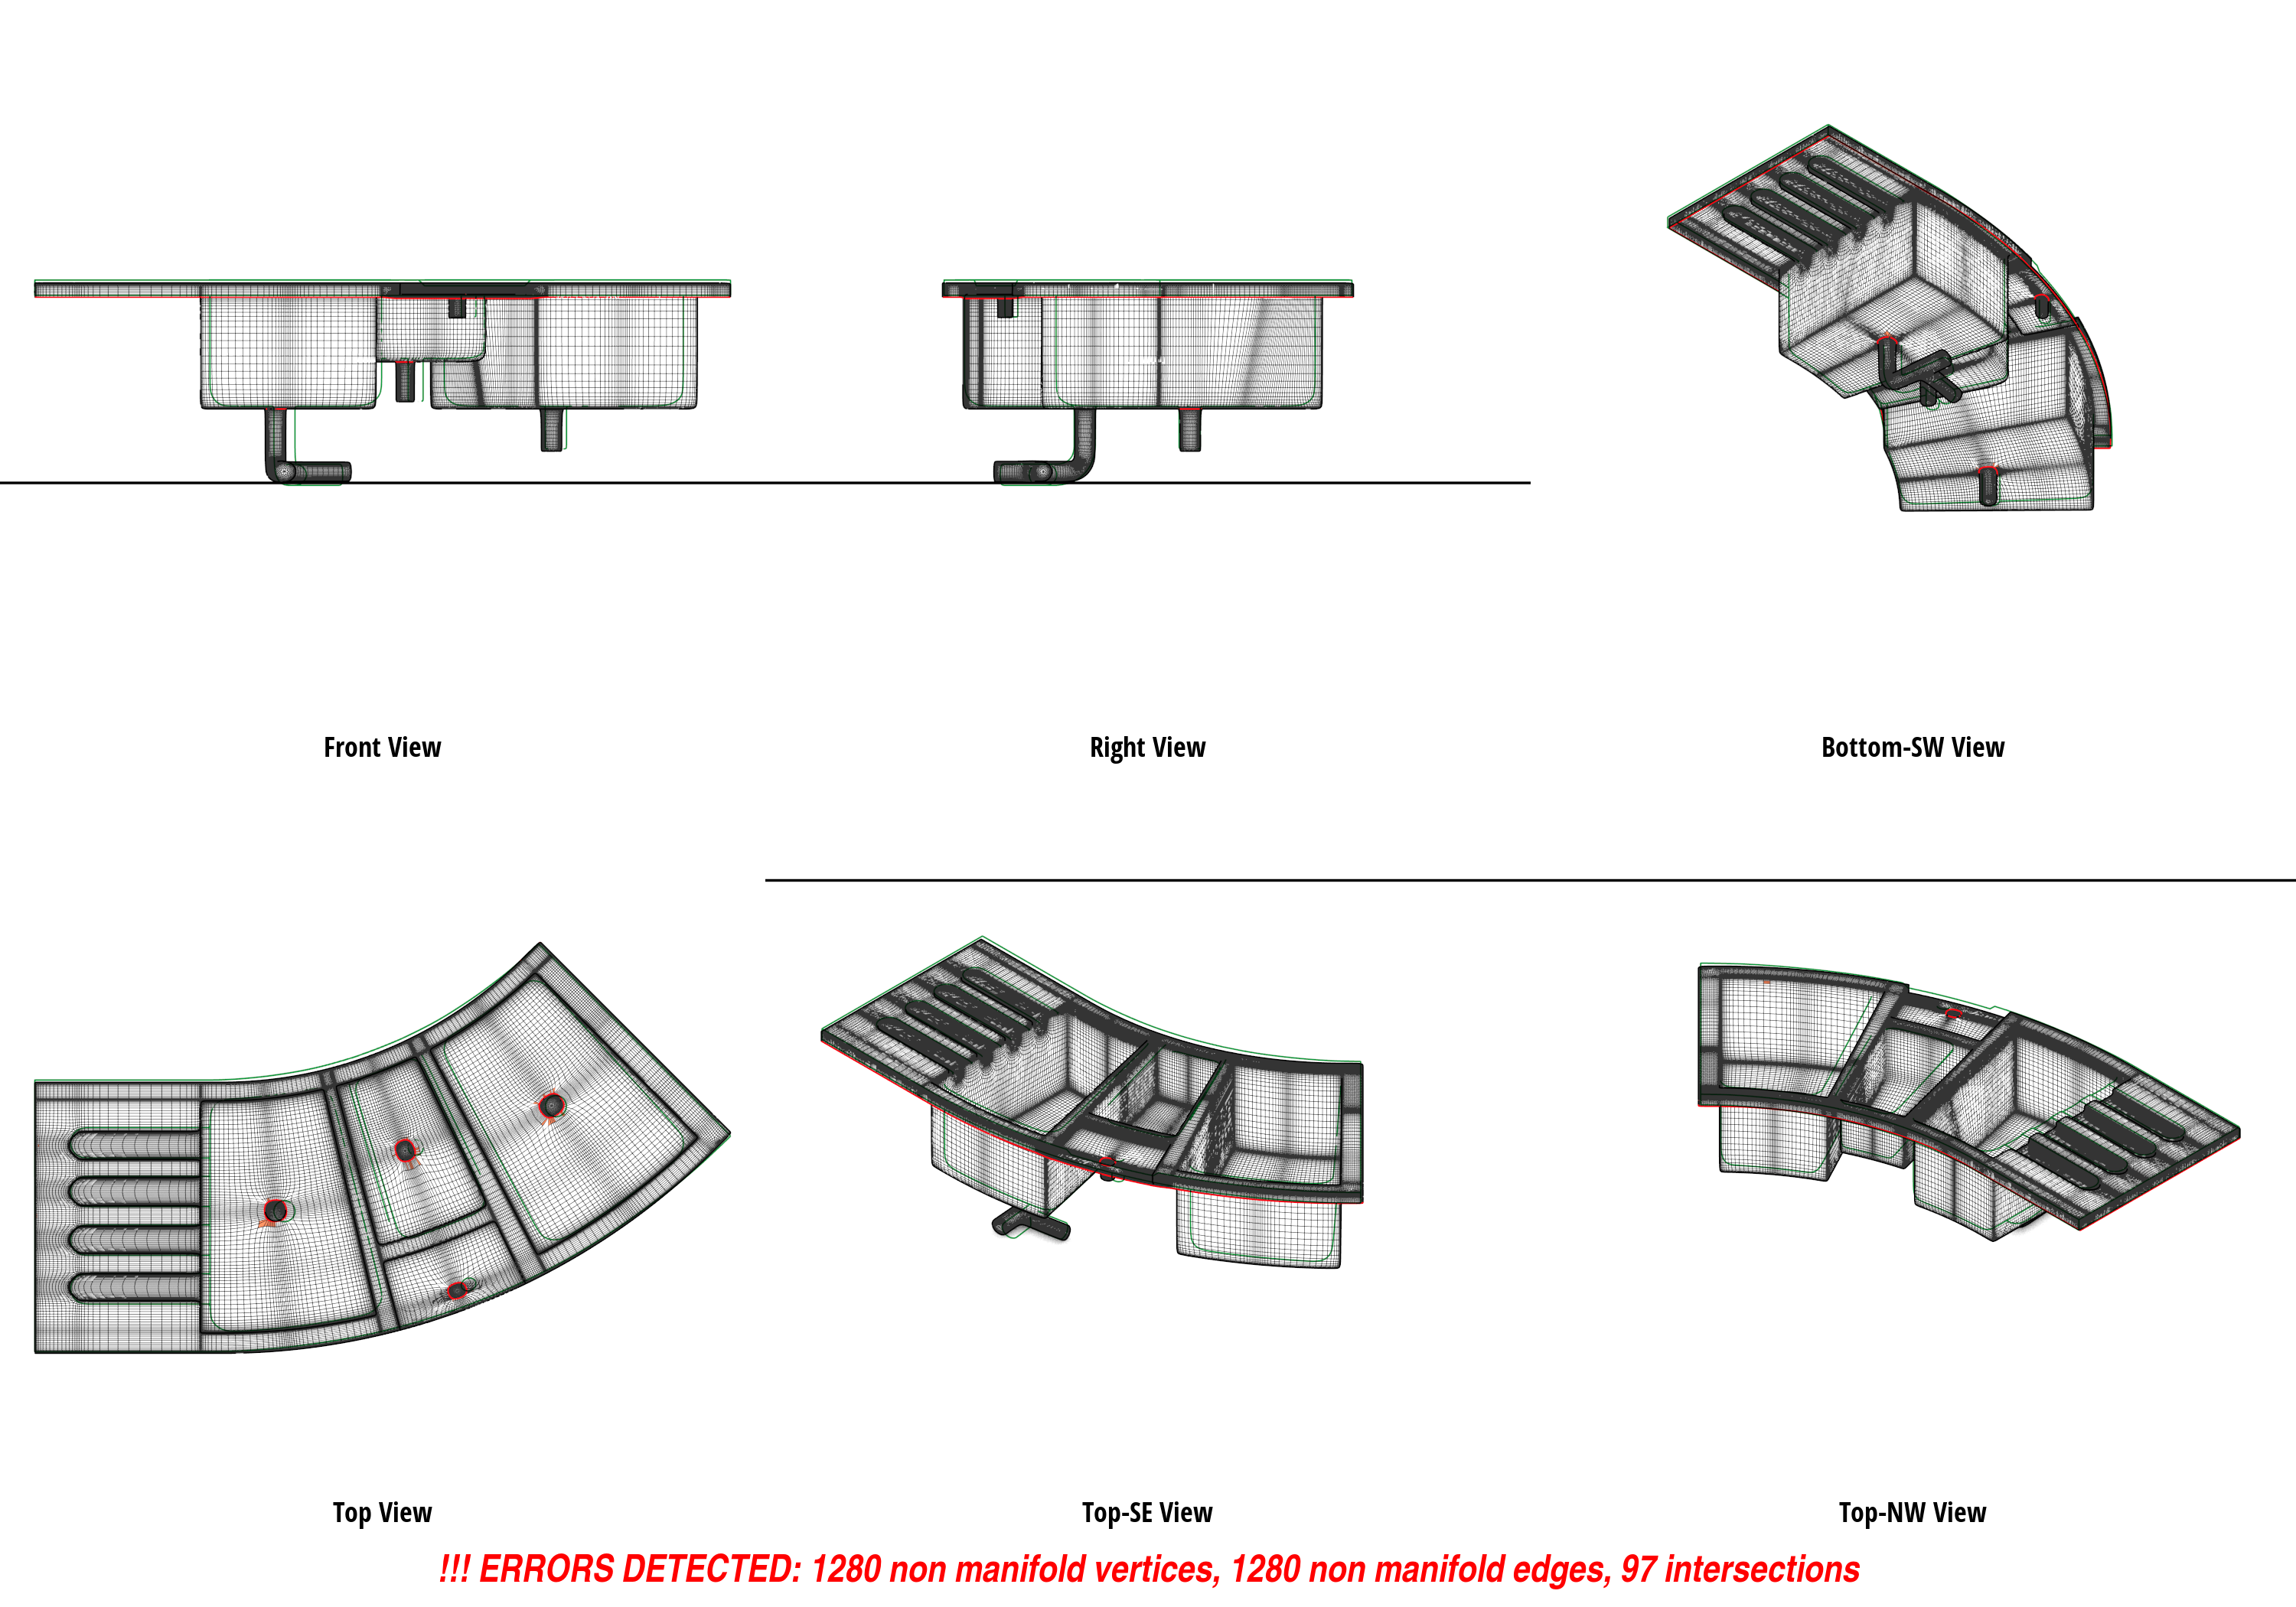 Front View
Right View
Bottom-SW View
Top View
Top-SE View
Top-NW View
!!! ERRORS DETECTED: 1280 non manifold vertices, 1280 non manifold edges, 97 intersections